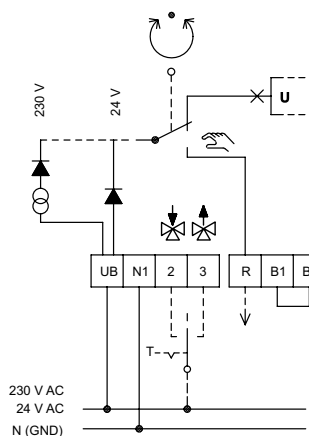 230 V
24 V
U
UB N1 2 3 R B1 B
T
230 V AC
24 V AC
N (GND)